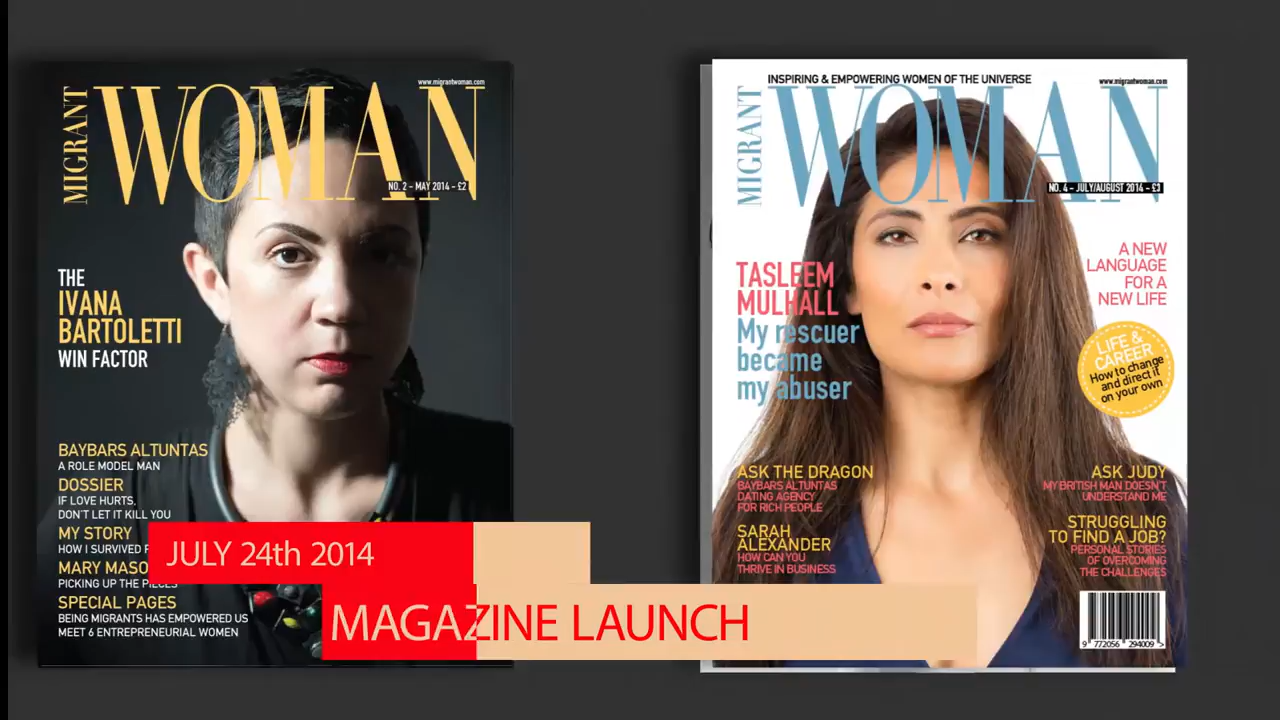 www.migrantwoman.com
MIGRANT
WOMAN
NO. 2 - MAY 2014 - £2
THE
IVANA
BARTOLETTI
WIN FACTOR
BAYBARS ALTUNTAS
A ROLE MODEL MAN
DOSSIER
IF LOVE HURTS,
DON'T LET IT KILL YOU
MY STORY
HOW I SURVIVED
MARY
PICKING UP THE PIECES
SPECIAL PAGES
BEING MIGRANTS HAS EMPOWERED US
MEET 6 ENTREPRENEURIAL WOMEN
INSPIRING & EMPOWERING WOMEN OF THE UNIVERSE
www.migrantwoman.com
MIGRANT
WOMAN
NO. 4 - JULY/AUGUST 2014 - £3
TASLEEM
MULHALL
My rescuer
became
my abuser
A NEW
LANGUAGE
FOR A
NEW LIFE
LIFE &
CAREER
How to change
and direct it
on your own
ASK THE DRAGON
BAYBARS ALTUNTAS
DATING AGENCY
FOR RICH PEOPLE
SARAH
ALEXANDER
HOW CAN YOU
THRIVE IN BUSINESS
ASK JUDY
MY BRITISH MAN DOESN'T
UNDERSTAND ME
STRUGGLING
TO FIND A JOB?
PERSONAL STORIES
OF OVERCOMING
THE CHALLENGES
9 772056 294009 >
JULY 24th 2014
MAGAZINE LAUNCH